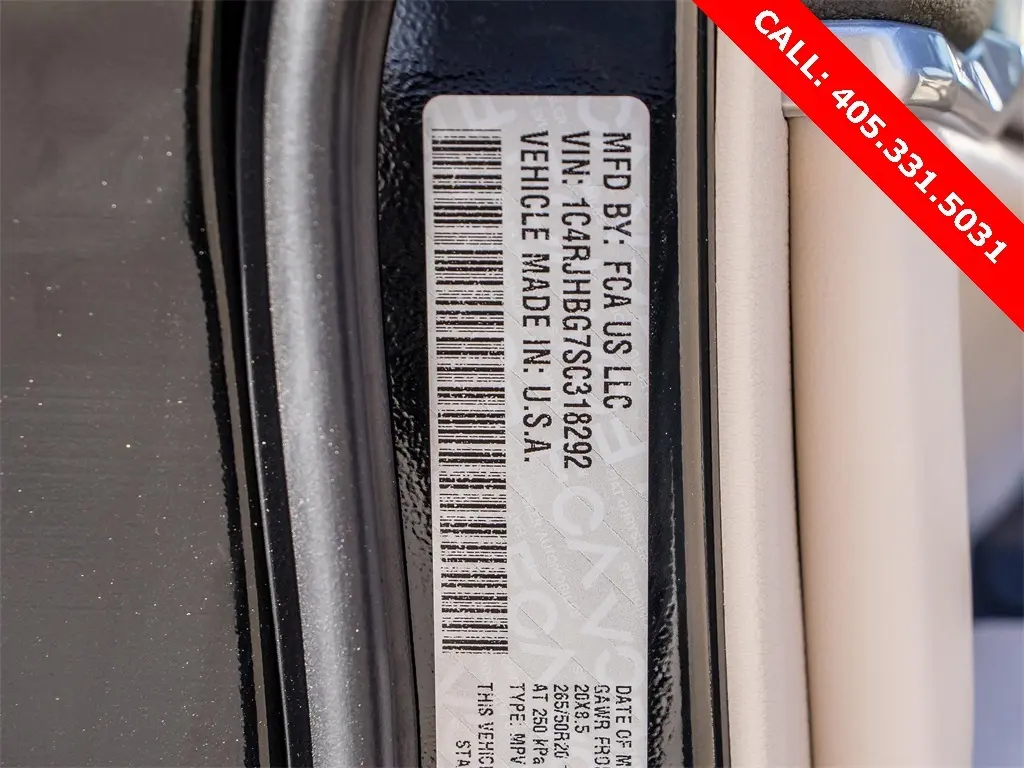 CALL: 405.331.5031
MFD BY: FCA US LLC
VIN: 1C4RJHBG7SC318292
VEHICLE MADE IN: U.S.A.
DATE OF M
GAWR FRO
20X8.5
265/50R20
AT 250 kPa
TYPE: MPV
THIS VEHIC
STA